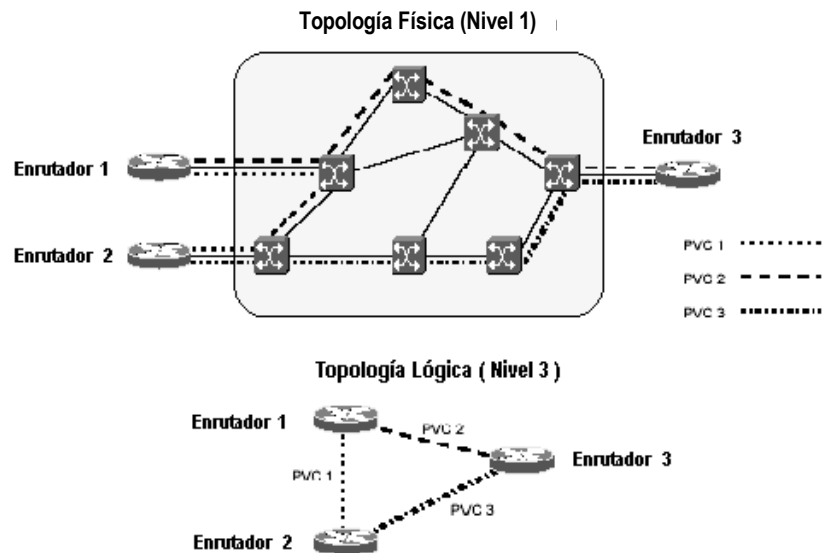 Topología Física (Nivel 1)
Enrutador 1
Enrutador 2
Enrutador 3
PVC 1
PVC 2
PVC 3
Topología Lógica ( Nivel 3 )
Enrutador 1
PVC 2
Enrutador 3
PVC 1
PVC 3
Enrutador 2